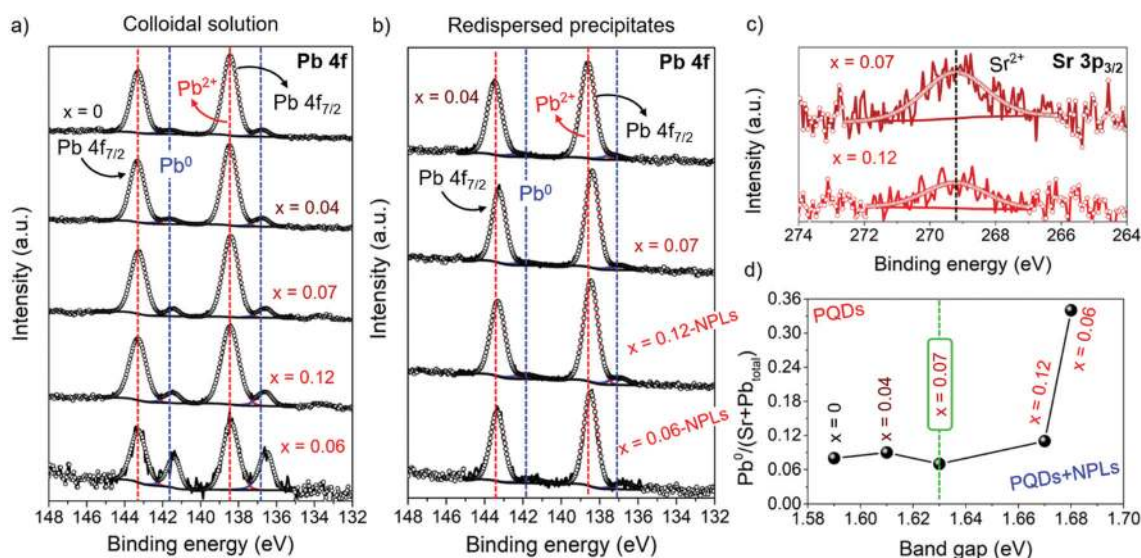 a)
Colloidal solution
Pb 4f
x = 0
Pb²⁺
Pb 4f₇/₂
Pb 4f₇/₂
Pb⁰
x = 0.04
x = 0.07
x = 0.12
x = 0.06
Intensity (a.u.)
148 146 144 142 140 138 136 134 132
Binding energy (eV)
b)
Redispersed precipitates
Pb 4f
x = 0.04
Pb²⁺
Pb 4f₇/₂
Pb 4f₇/₂
Pb⁰
x = 0.07
x = 0.12-NPLs
x = 0.06-NPLs
Intensity (a.u.)
148 146 144 142 140 138 136 134 132
Binding energy (eV)
c)
x = 0.07
Sr²⁺
Sr 3p₃/₂
x = 0.12
Intensity (a.u.)
274 272 270 268 266 264
Binding energy (eV)
d)
0.36
0.30
0.24
0.18
0.12
0.06
0.00
Pb⁰/(Sr+Pbtotal)
PQDs
x = 0
x = 0.04
x = 0.07
x = 0.12
x = 0.06
PQDs+NPLs
1.58 1.60 1.62 1.64 1.66 1.68 1.70
Band gap (eV)